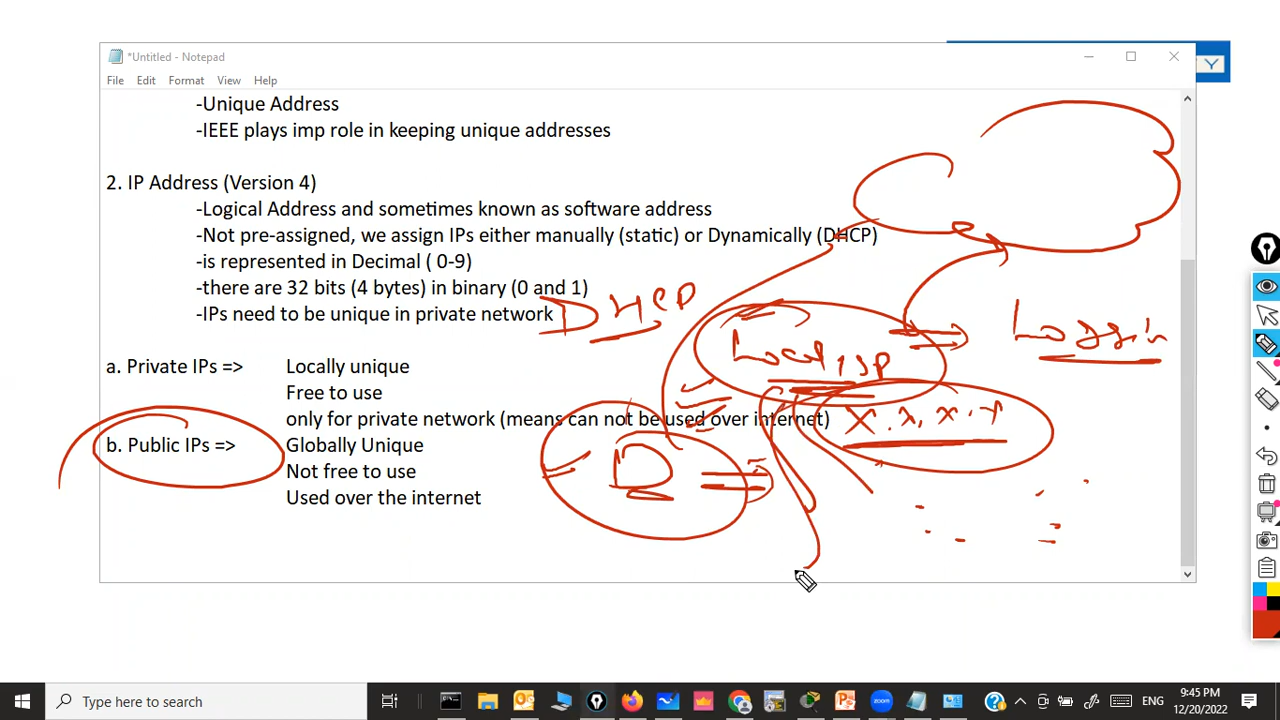 *Untitled - Notepad
File Edit Format View Help
-Unique Address
-IEEE plays imp role in keeping unique addresses
2. IP Address (Version 4)
-Logical Address and sometimes known as software address
-Not pre-assigned, we assign IPs either manually (static) or Dynamically (DHCP)
-is represented in Decimal ( 0-9)
-there are 32 bits (4 bytes) in binary (0 and 1)
-IPs need to be unique in private network
DHCP
Local ISP
Loggin
a. Private IPs => Locally unique
Free to use
only for private network (means can not be used over internet)
X.X.X.X
b. Public IPs => Globally Unique
D
Not free to use
Used over the internet
Type here to search
ENG
9:45 PM
12/20/2022